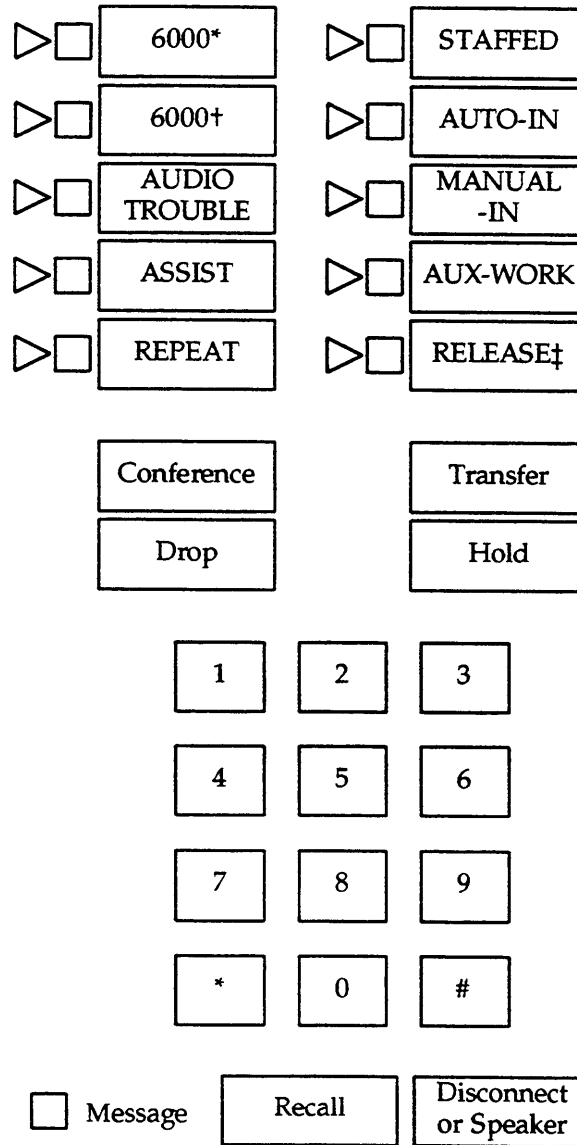 6000* STAFFED
6000† AUTO-IN
AUDIO TROUBLE MANUAL -IN
ASSIST AUX-WORK
REPEAT RELEASE‡
Conference Transfer
Drop Hold
1 2 3
4 5 6
7 8 9
* 0 #
Message Recall Disconnect or Speaker